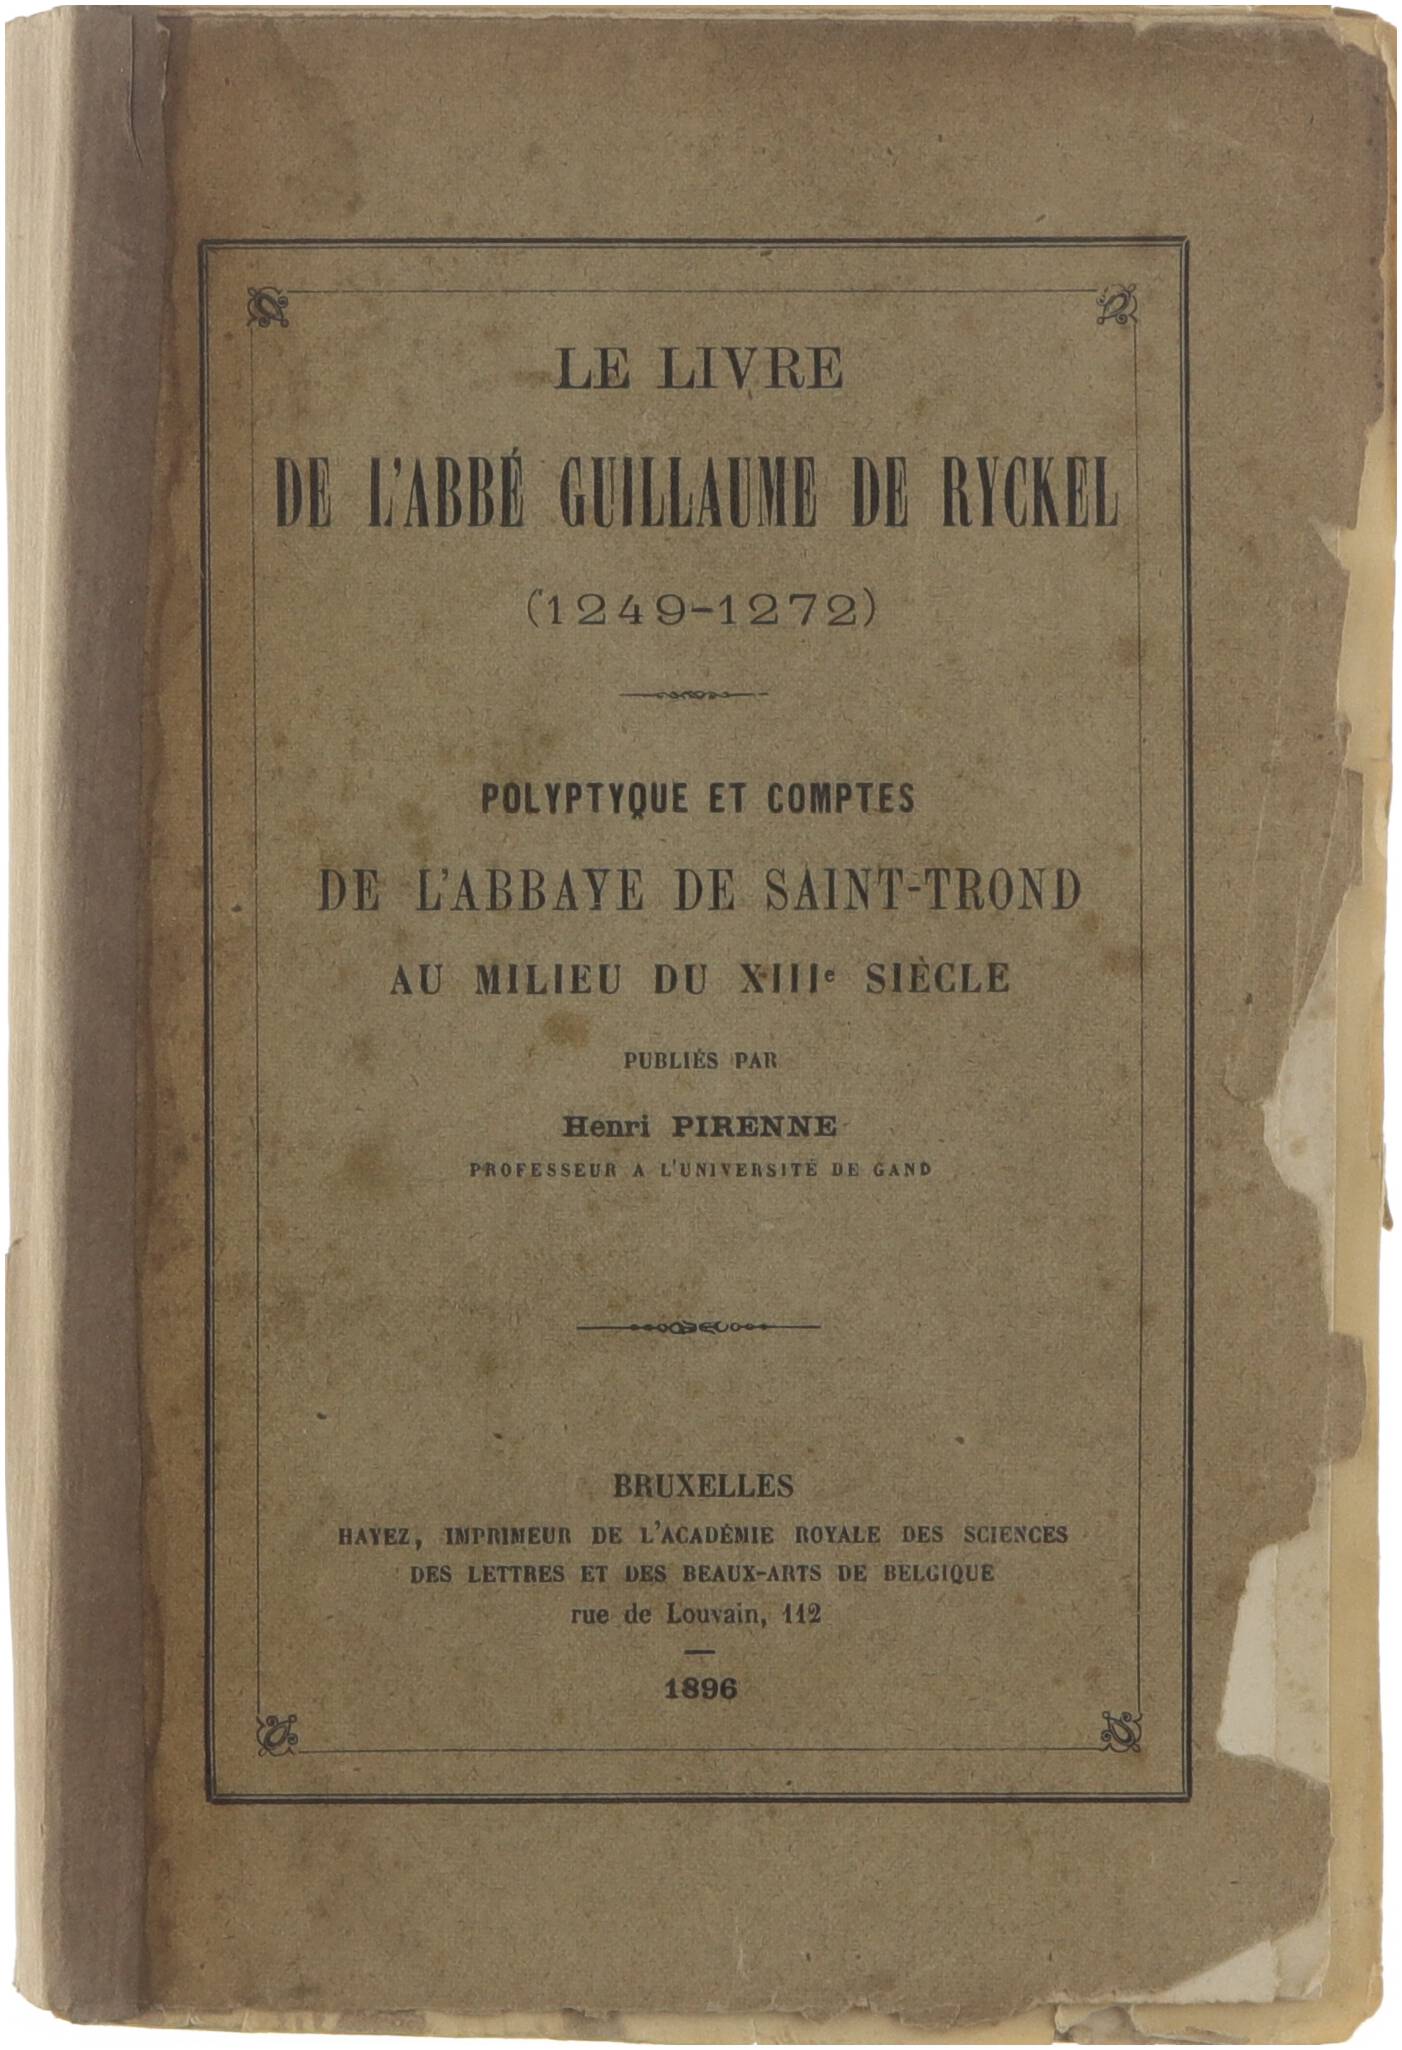 LE LIVRE
DE L'ABBÉ GUILLAUME DE RYCKEL
(1249-1272)
POLYPTYQUE ET COMPTES
DE L'ABBAYE DE SAINT-TROND
AU MILIEU DU XIIIe SIÈCLE
PUBLIÉS PAR
Henri PIRENNE
PROFESSEUR A L'UNIVERSITÉ DE GAND
BRUXELLES
HAYEZ, IMPRIMEUR DE L'ACADÉMIE ROYALE DES SCIENCES
DES LETTRES ET DES BEAUX-ARTS DE BELGIQUE
rue de Louvain, 112
1896